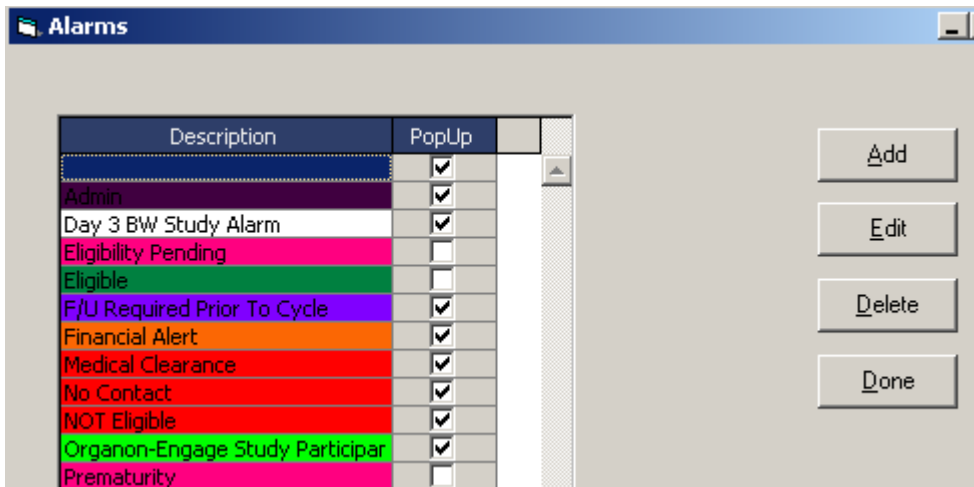 Alarms
Description PopUp
Admin
Day 3 BW Study Alarm
Eligibility Pending
Eligible
F/U Required Prior To Cycle
Financial Alert
Medical Clearance
No Contact
NOT Eligible
Organon-Engage Study Participar
Prematurity
Add
Edit
Delete
Done